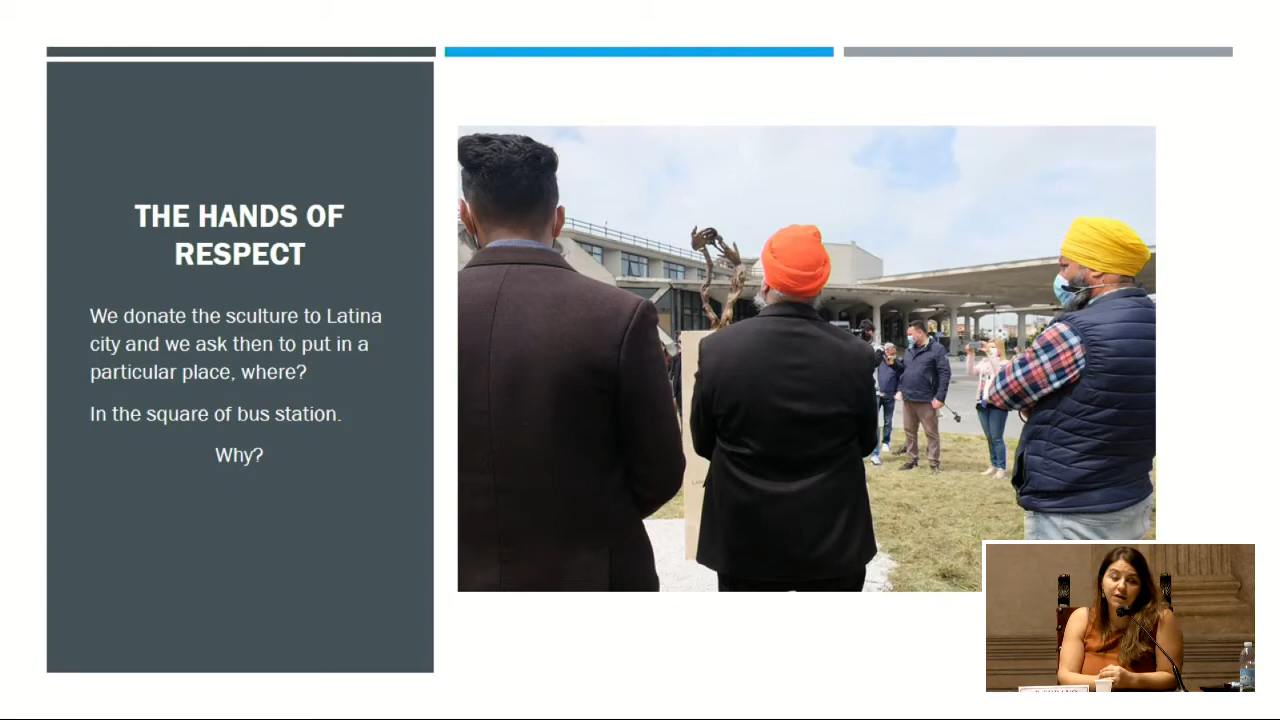 THE HANDS OF
RESPECT
We donate the sculture to Latina
city and we ask then to put in a
particular place, where?
In the square of bus station.
Why?